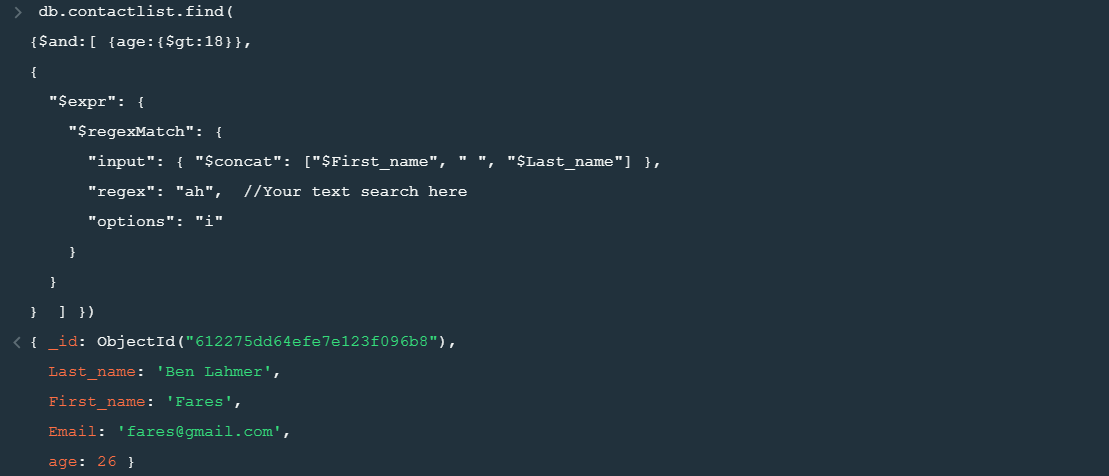 > db.contactlist.find(
{$and:[ {age:{$gt:18}},
{
"$expr": {
"$regexMatch": {
"input": { "$concat": ["$First_name", " ", "$Last_name"] },
"regex": "ah",  //Your text search here
"options": "i"
}
}
}  ] })
< { _id: ObjectId("612275dd64efe7e123f096b8"),
Last_name: 'Ben Lahmer',
First_name: 'Fares',
Email: 'fares@gmail.com',
age: 26 }